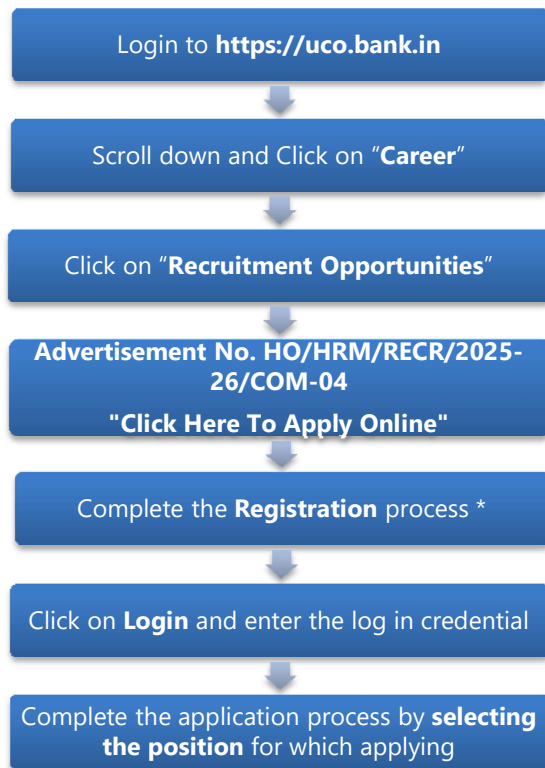 Login to https://uco.bank.in
Scroll down and Click on “Career”
Click on “Recruitment Opportunities”
Advertisement No. HO/HRM/RECR/2025-
26/COM-04
"Click Here To Apply Online"
Complete the Registration process *
Click on Login and enter the log in credential
Complete the application process by selecting
the position for which applying